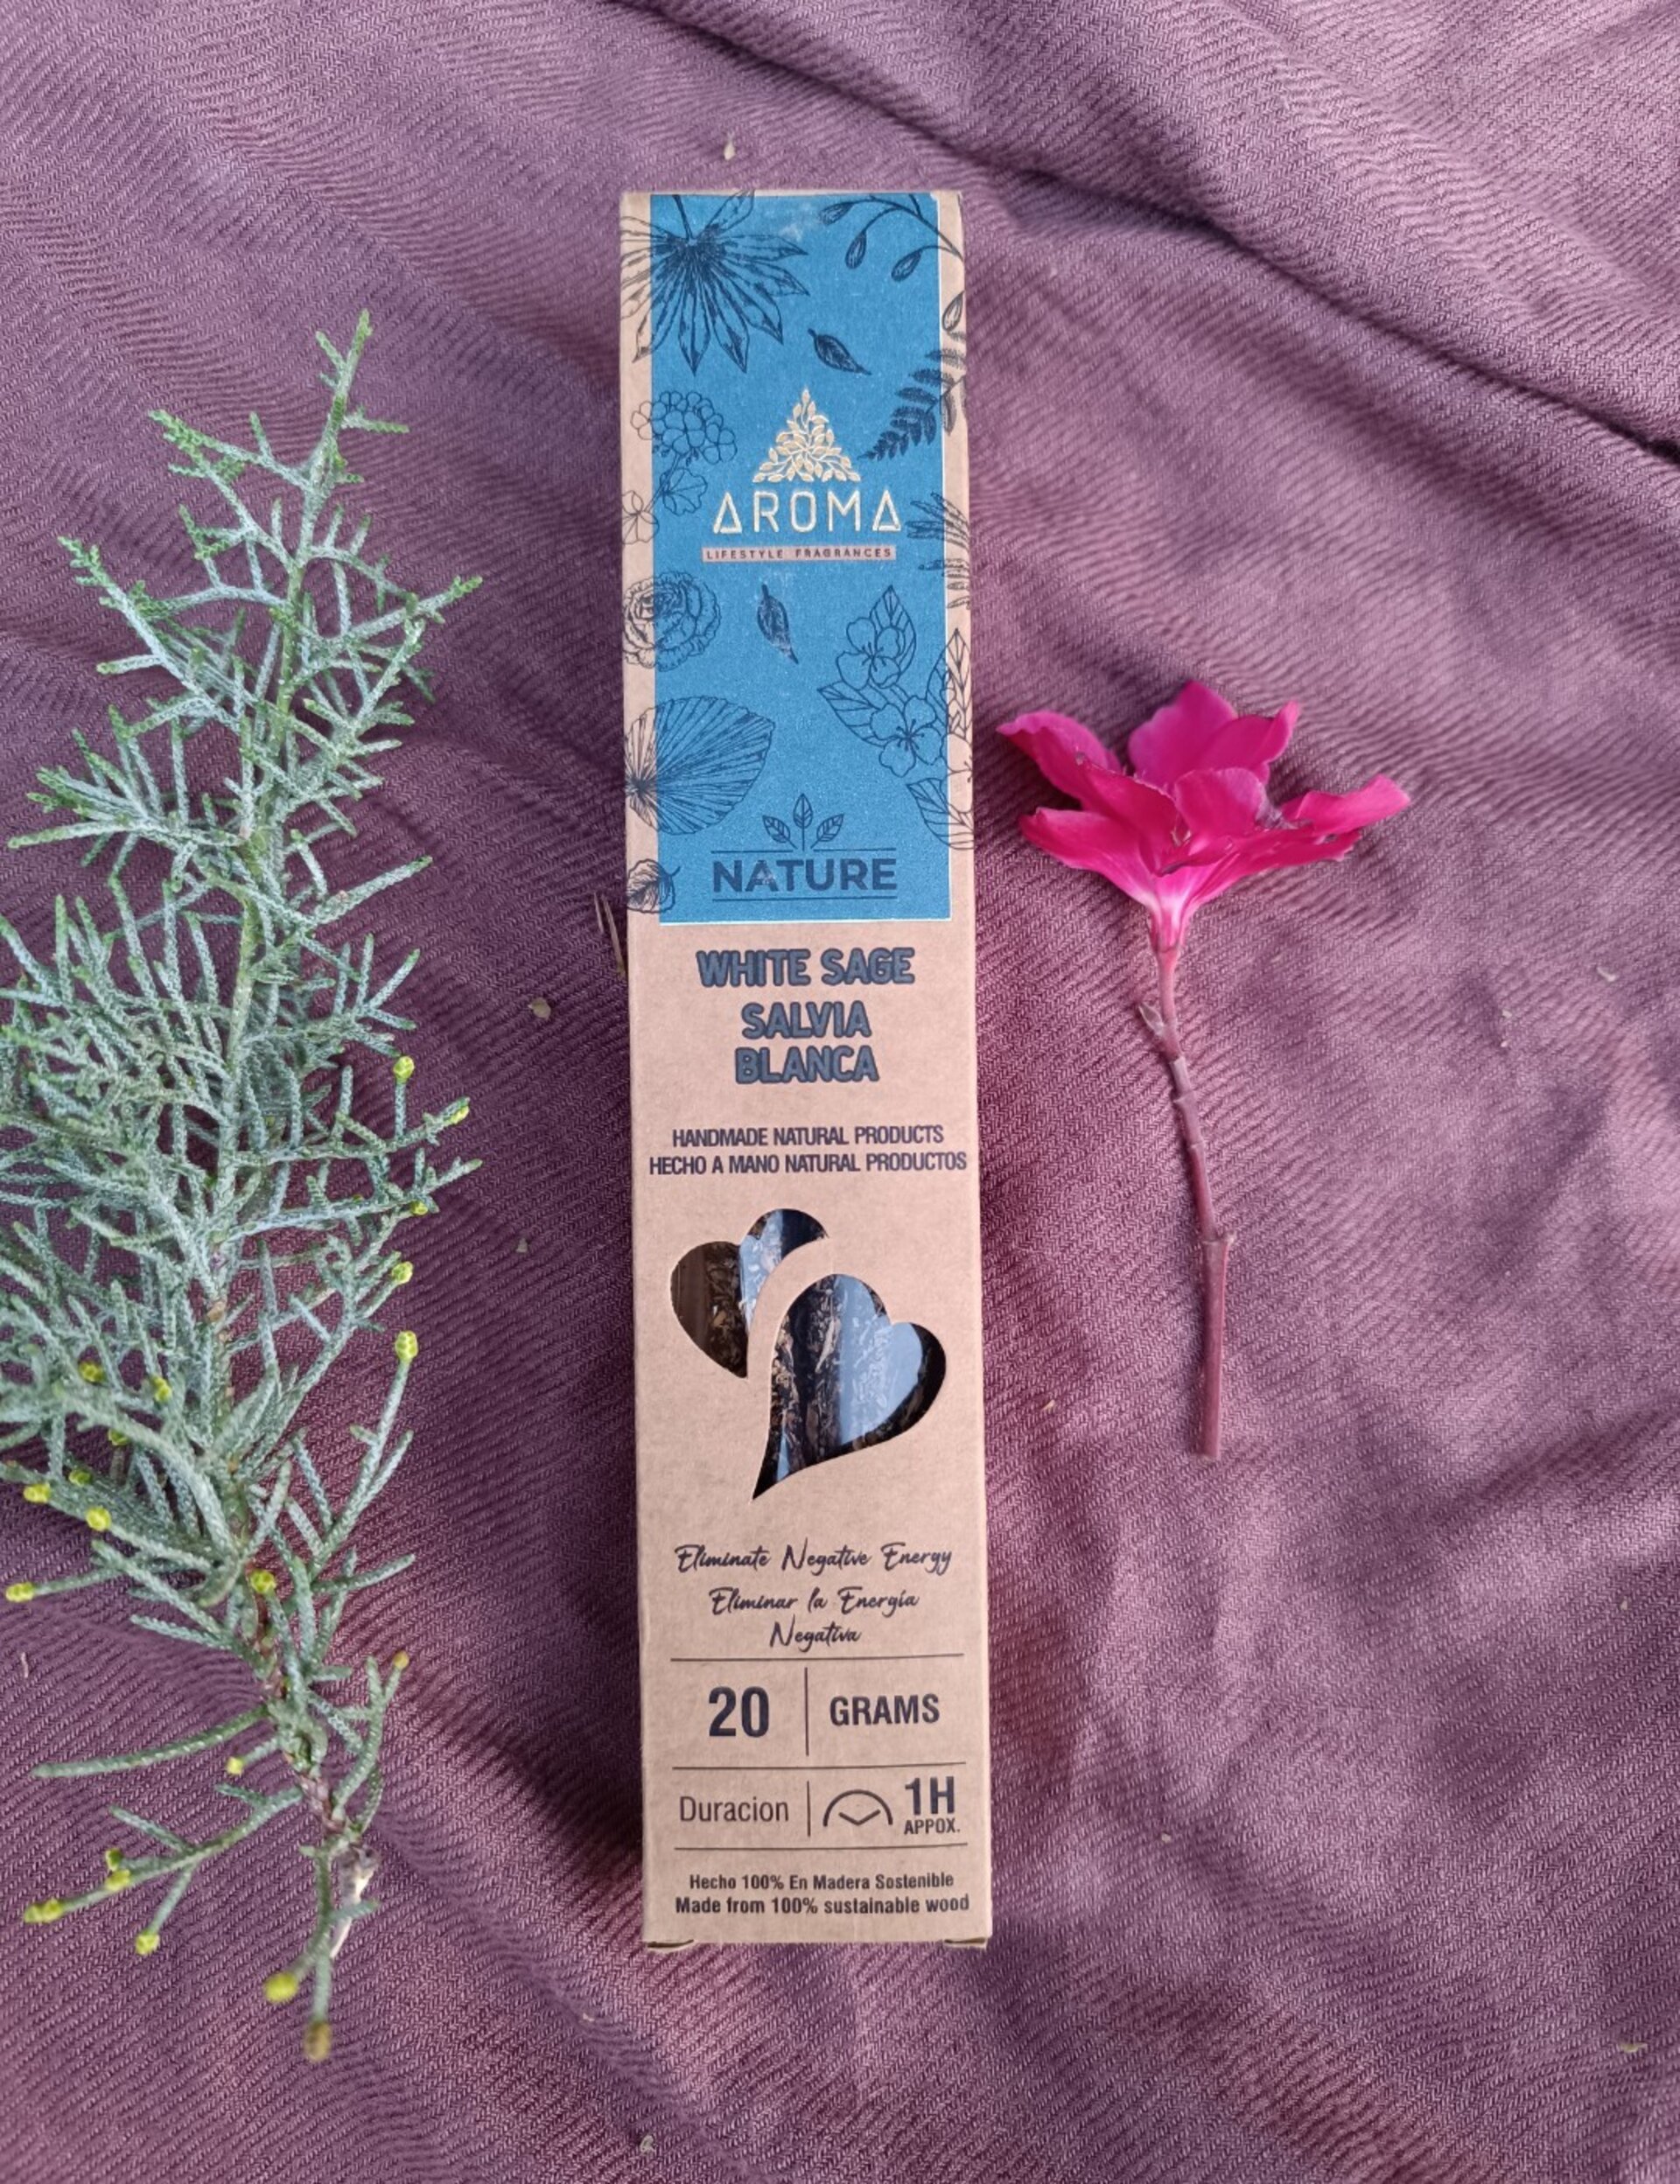 AROMA
LIFESTYLE FRAGRANCES
NATURE
WHITE SAGE
SALVIA
BLANCA
HANDMADE NATURAL PRODUCTS
HECHO A MANO NATURAL PRODUCTOS
Eliminate Negative Energy
Eliminar la Energía
Negativa
20 GRAMS
Duracion 1H
APPOX.
Hecho 100% En Madera Sostenible
Made from 100% sustainable wood